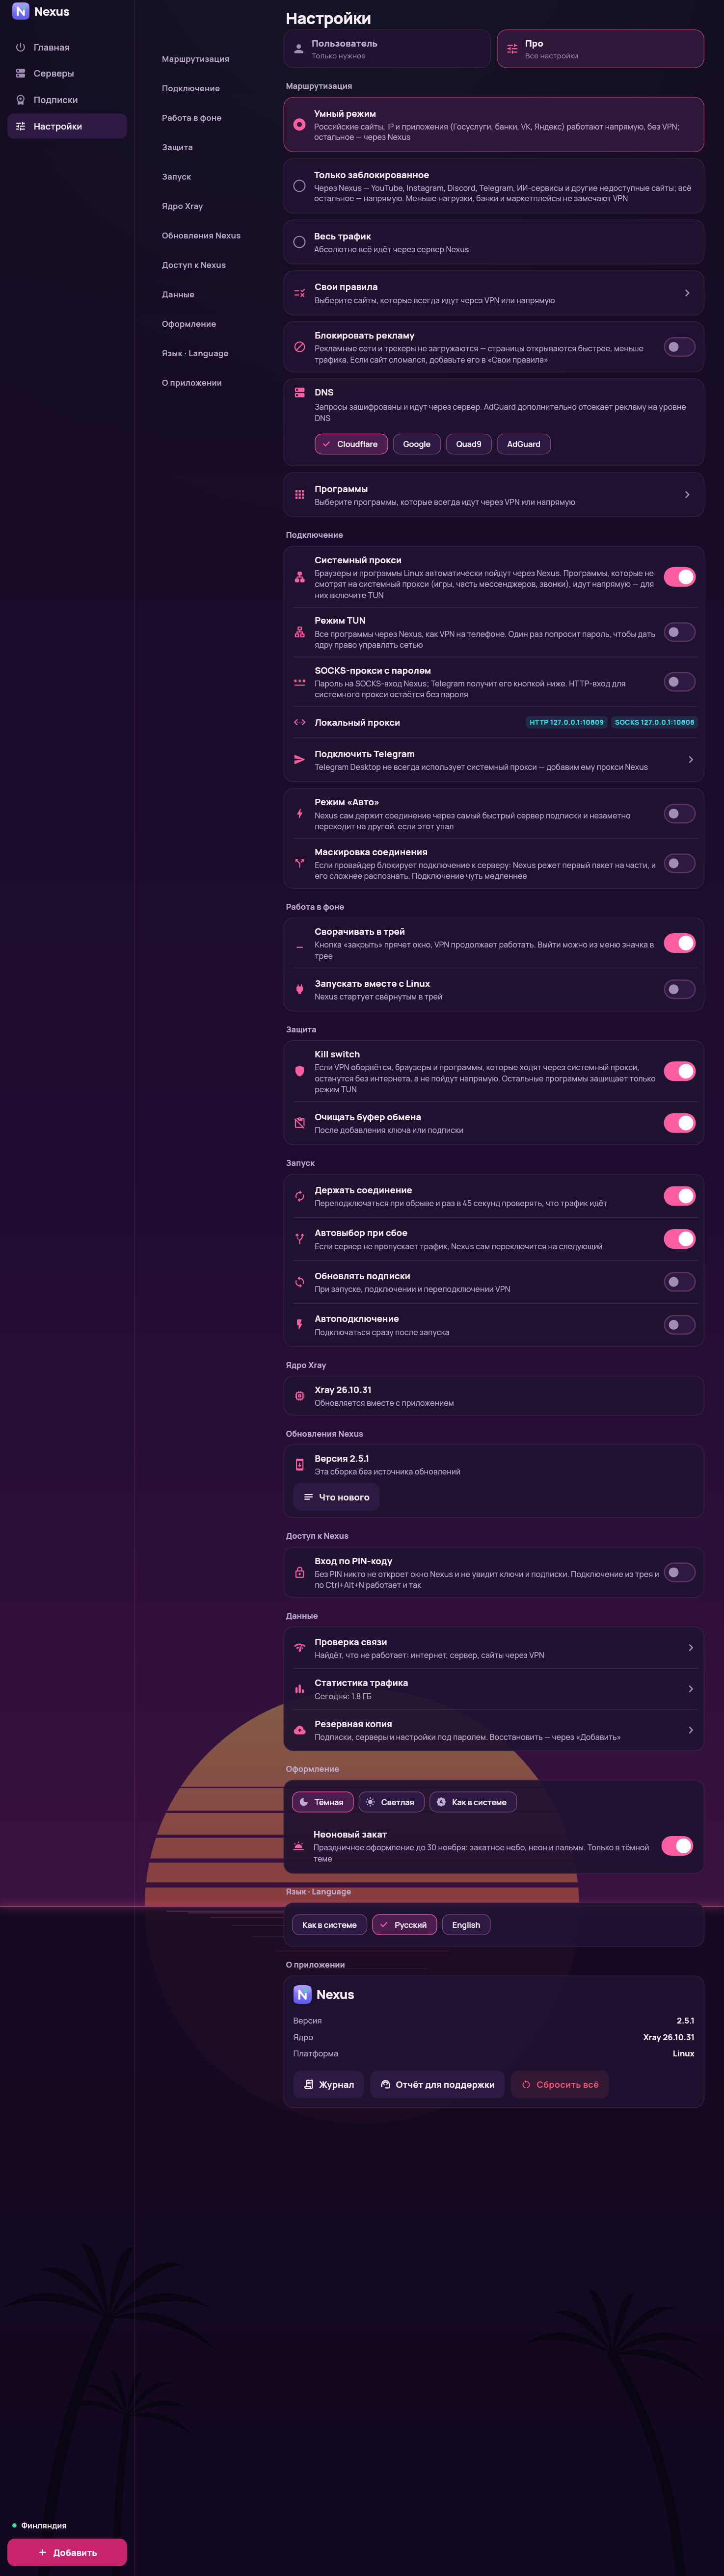 Nexus
Главная
Серверы
Подписки
Настройки
Маршрутизация
Подключение
Работа в фоне
Защита
Запуск
Ядро Xray
Обновления Nexus
Доступ к Nexus
Данные
Оформление
Язык · Language
О приложении
Настройки
Пользователь
Только нужное
Про
Все настройки
Маршрутизация
Умный режим
Российские сайты, IP и приложения (Госуслуги, банки, VK, Яндекс) работают напрямую, без VPN;
остальное — через Nexus
Только заблокированное
Через Nexus — YouTube, Instagram, Discord, Telegram, ИИ-сервисы и другие недоступные сайты; всё
остальное — напрямую. Меньше нагрузки, банки и маркетплейсы не замечают VPN
Весь трафик
Абсолютно всё идёт через сервер Nexus
Свои правила
Выберите сайты, которые всегда идут через VPN или напрямую
Блокировать рекламу
Рекламные сети и трекеры не загружаются — страницы открываются быстрее, меньше
трафика. Если сайт сломался, добавьте его в «Свои правила»
DNS
Запросы зашифрованы и идут через сервер. AdGuard дополнительно отсекает рекламу на уровне
DNS
Cloudflare
Google
Quad9
AdGuard
Программы
Выберите программы, которые всегда идут через VPN или напрямую
Подключение
Системный прокси
Браузеры и программы Linux автоматически пойдут через Nexus. Программы, которые не
смотрят на системный прокси (игры, часть мессенджеров, звонки), идут напрямую — для
них включите TUN
Режим TUN
Все программы через Nexus, как VPN на телефоне. Один раз попросит пароль, чтобы дать
ядру право управлять сетью
SOCKS-прокси с паролем
Пароль на SOCKS-вход Nexus; Telegram получит его кнопкой ниже. HTTP-вход для
системного прокси остаётся без пароля
Локальный прокси
HTTP 127.0.0.1:10809
SOCKS 127.0.0.1:10808
Подключить Telegram
Telegram Desktop не всегда использует системный прокси — добавим ему прокси Nexus
Режим «Авто»
Nexus сам держит соединение через самый быстрый сервер подписки и незаметно
переходит на другой, если этот упал
Маскировка соединения
Если провайдер блокирует подключение к серверу: Nexus режет первый пакет на части, и
его сложнее распознать. Подключение чуть медленнее
Работа в фоне
Сворачивать в трей
Кнопка «закрыть» прячет окно, VPN продолжает работать. Выйти можно из меню значка в
трее
Запускать вместе с Linux
Nexus стартует свёрнутым в трей
Защита
Kill switch
Если VPN оборвётся, браузеры и программы, которые ходят через системный прокси,
останутся без интернета, а не пойдут напрямую. Остальные программы защищает только
режим TUN
Очищать буфер обмена
После добавления ключа или подписки
Запуск
Держать соединение
Переподключаться при обрыве и раз в 45 секунд проверять, что трафик идёт
Автовыбор при сбое
Если сервер не пропускает трафик, Nexus сам переключится на следующий
Обновлять подписки
При запуске, подключении и переподключении VPN
Автоподключение
Подключаться сразу после запуска
Ядро Xray
Xray 26.10.31
Обновляется вместе с приложением
Обновления Nexus
Версия 2.5.1
Эта сборка без источника обновлений
Что нового
Доступ к Nexus
Вход по PIN-коду
Без PIN никто не откроет окно Nexus и не увидит ключи и подписки. Подключение из трея и
по Ctrl+Alt+N работает и так
Данные
Проверка связи
Найдёт, что не работает: интернет, сервер, сайты через VPN
Статистика трафика
Сегодня: 1.8 ГБ
Резервная копия
Подписки, серверы и настройки под паролем. Восстановить — через «Добавить»
Оформление
Тёмная
Светлая
Как в системе
Неоновый закат
Праздничное оформление до 30 ноября: закатное небо, неон и пальмы. Только в тёмной
теме
Язык · Language
Как в системе
Русский
English
О приложении
Nexus
Версия
2.5.1
Ядро
Xray 26.10.31
Платформа
Linux
Журнал
Отчёт для поддержки
Сбросить всё
Финляндия
Добавить